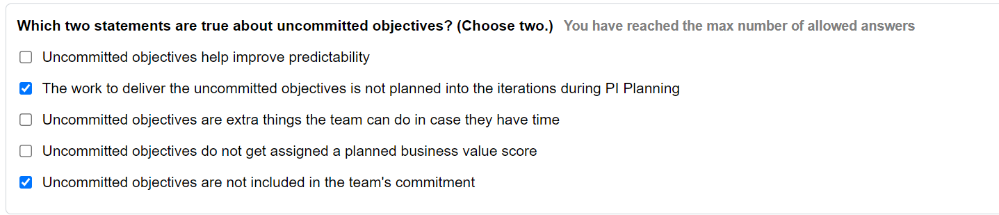 Which two statements are true about uncommitted objectives? (Choose two.) You have reached the max number of allowed answers
Uncommitted objectives help improve predictability
The work to deliver the uncommitted objectives is not planned into the iterations during PI Planning
Uncommitted objectives are extra things the team can do in case they have time
Uncommitted objectives do not get assigned a planned business value score
Uncommitted objectives are not included in the team's commitment